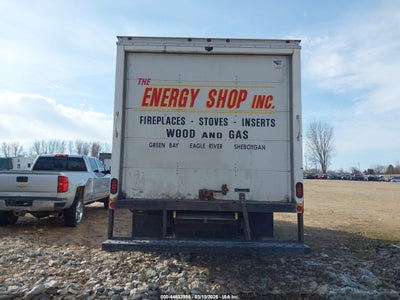 THE
ENERGY SHOP INC.
FIREPLACES - STOVES - INSERTS
WOOD AND GAS
GREEN BAY EAGLE RIVER SHEBOYGAN